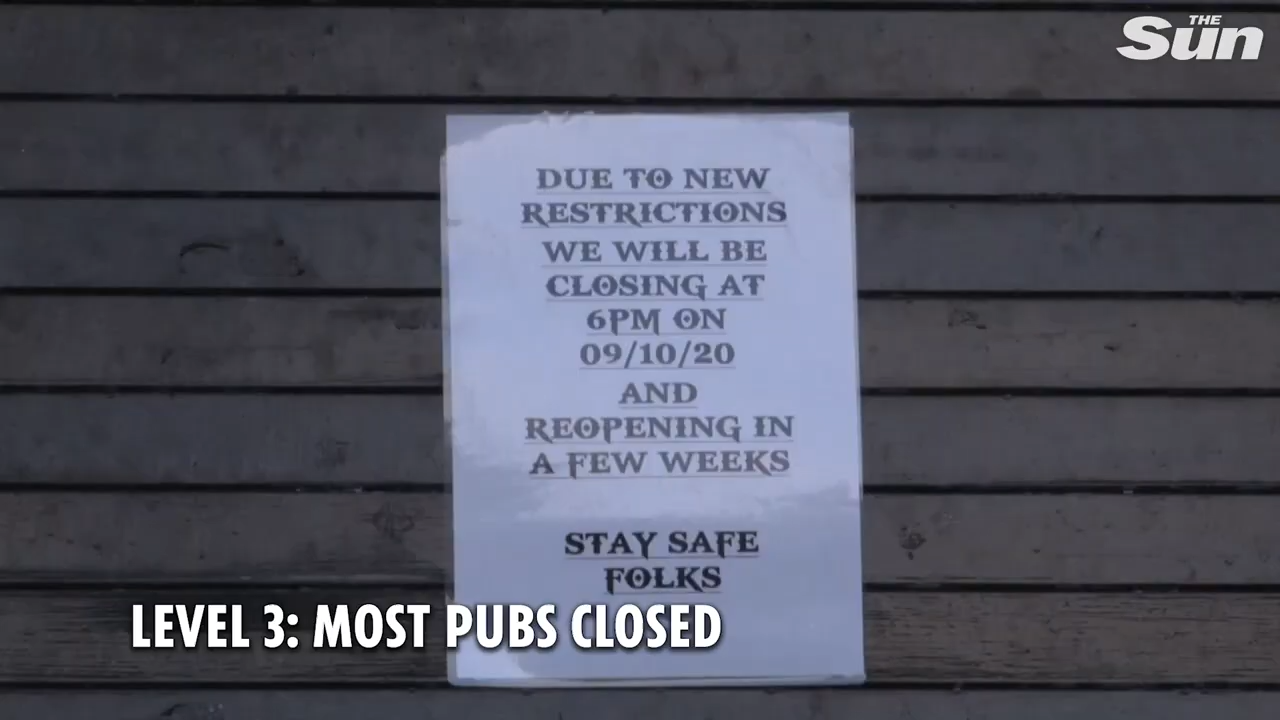 THE
Sun
DUE TO NEW
RESTRICTIONS
WE WILL BE
CLOSING AT
6PM ON
09/10/20
AND
REOPENING IN
A FEW WEEKS
STAY SAFE
FOLKS
LEVEL 3: MOST PUBS CLOSED